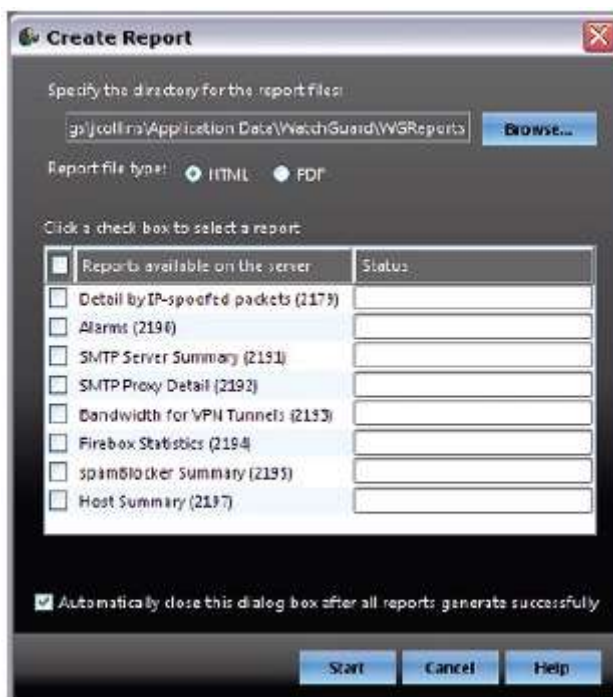 Create Report
Specify the directory for the report files:
gs\jcollins\Application Data\WatchGuard\WGReports
Browse...
Report file type: HTML PDF
Click a check box to select a report
Reports available on the server Status
Detail by IP-spoofed packets (2179)
Alarms (2190)
SMTP Server Summary (2191)
SMTP Proxy Detail (2192)
Bandwidth for VPN Tunnels (2193)
Firebox Statistics (2194)
spamBlocker Summary (2195)
Host Summary (2197)
Automatically close this dialog box after all reports generate successfully
Start Cancel Help